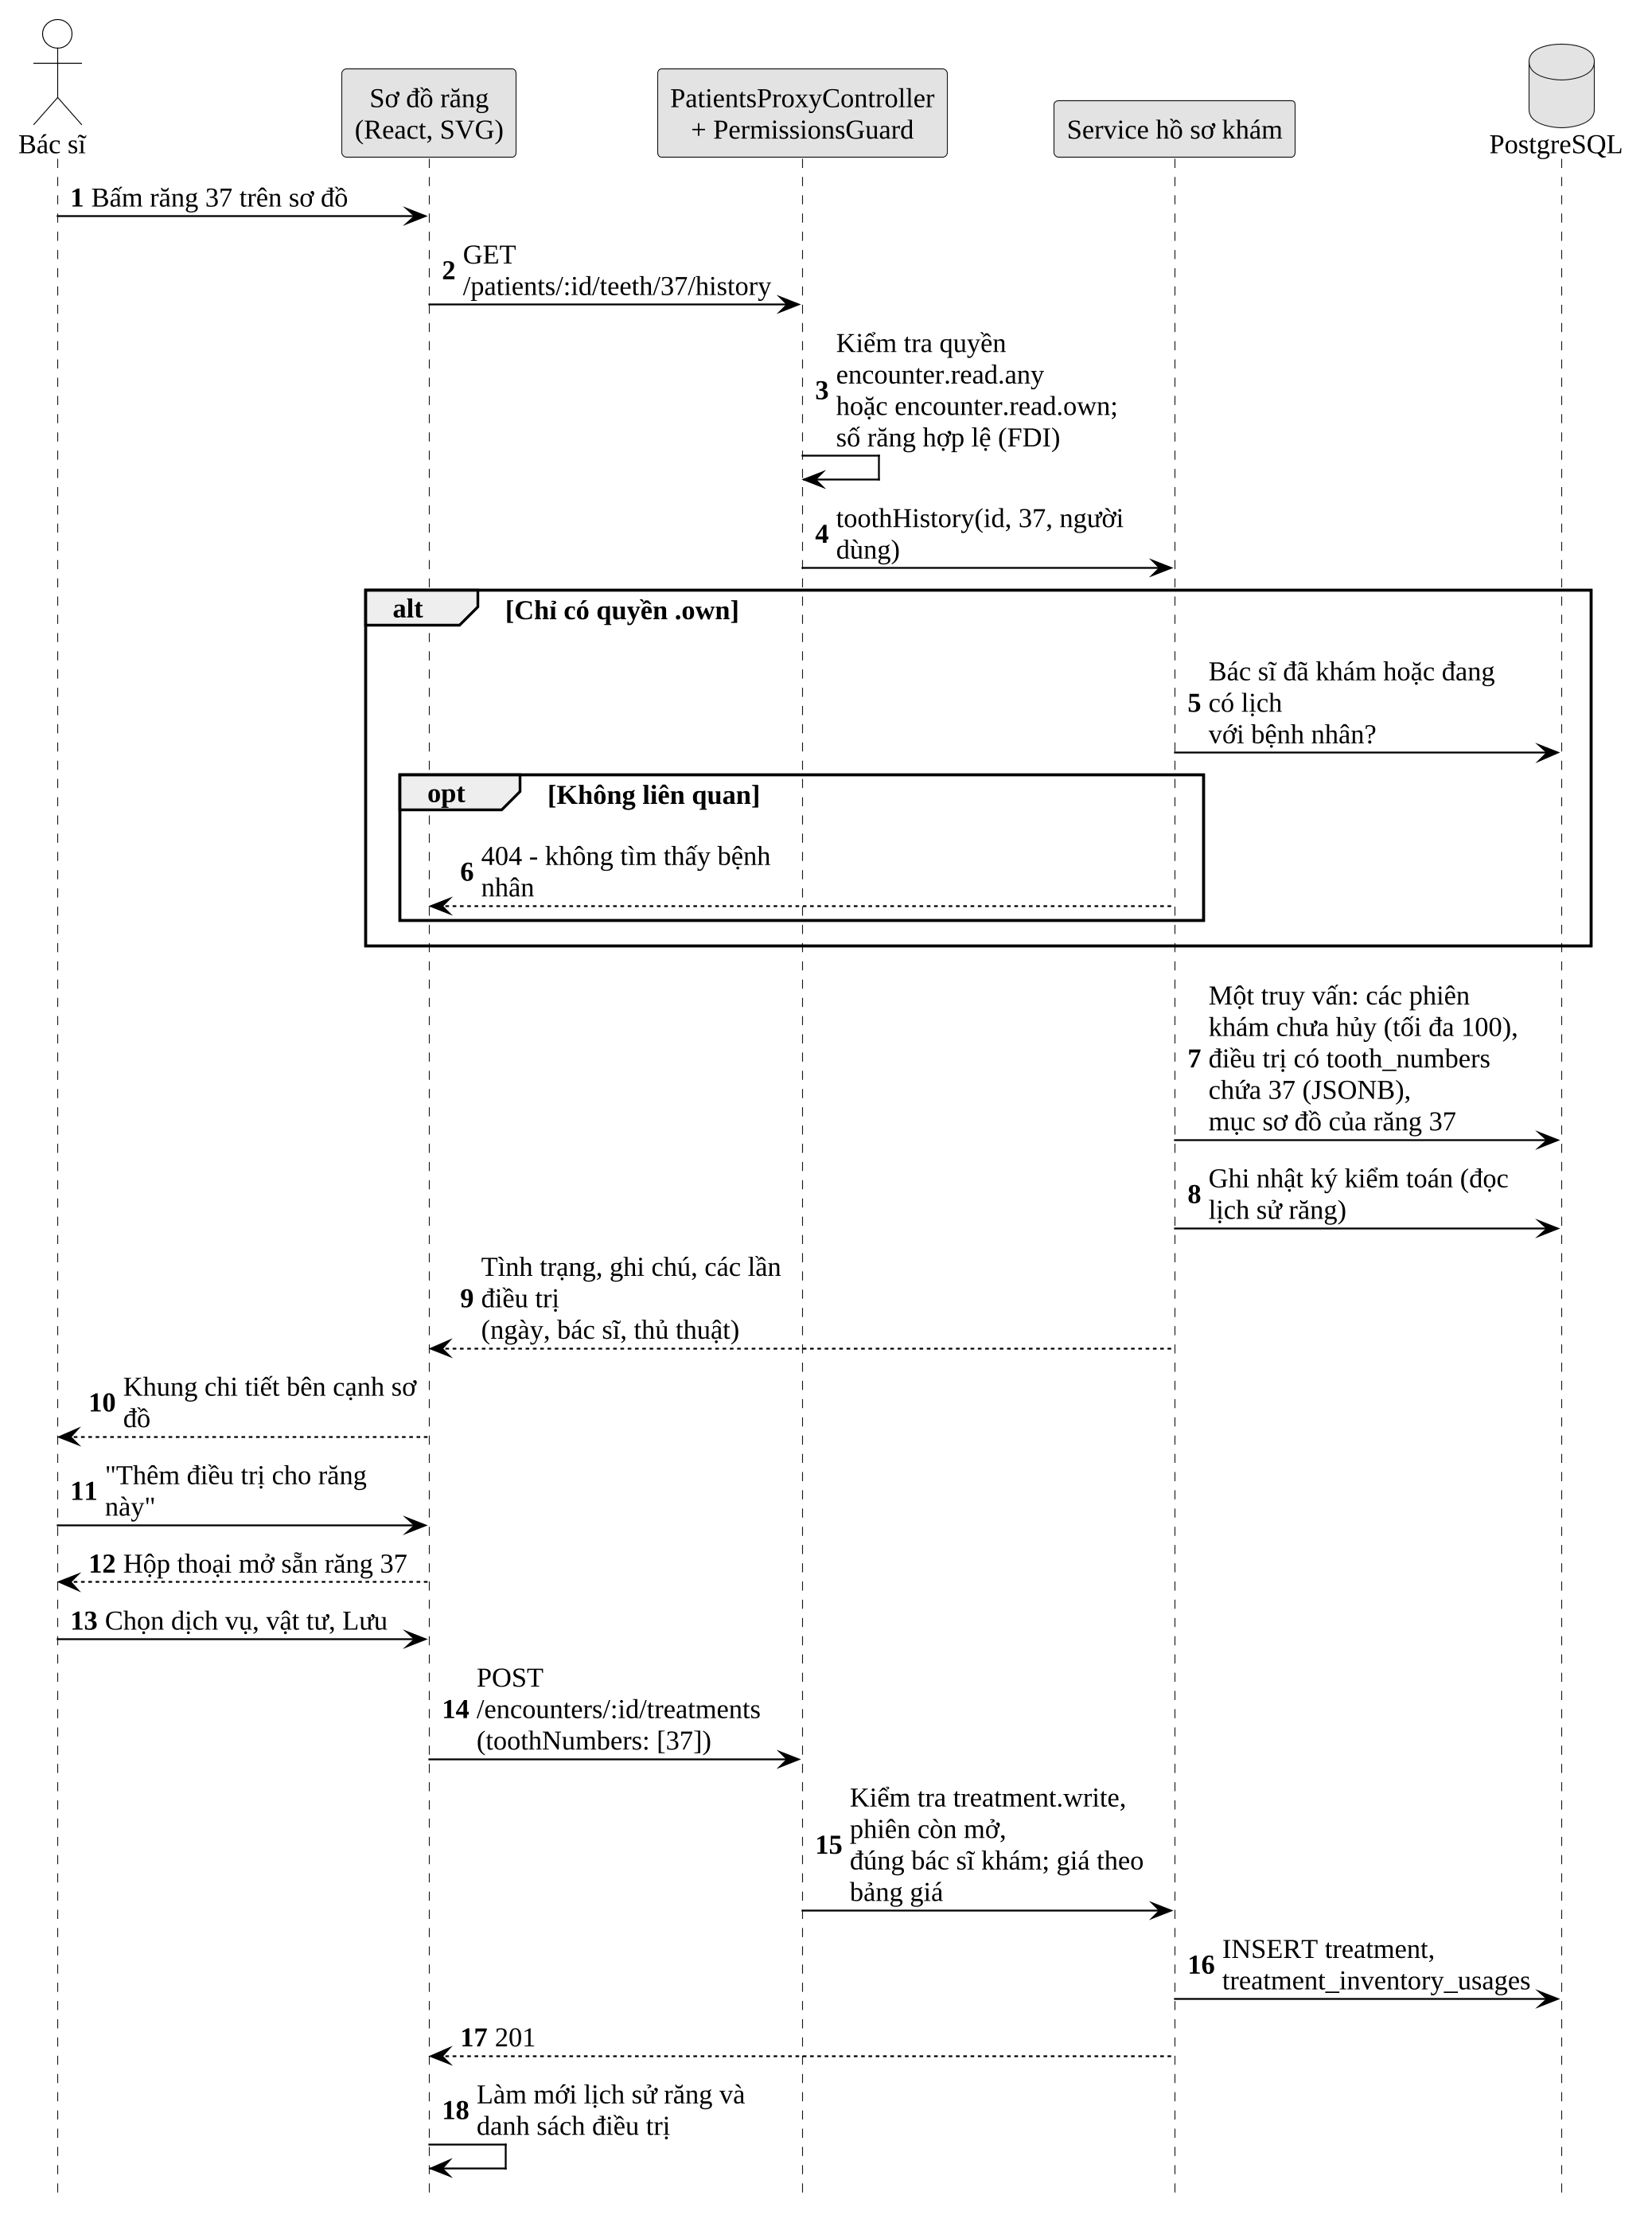 Bác sĩ
Sơ đồ răng
(React, SVG)
PatientsProxyController
+ PermissionsGuard
Service hồ sơ khám
PostgreSQL
1 Bấm răng 37 trên sơ đồ
2 GET
/patients/:id/teeth/37/history
3 Kiểm tra quyền
encounter.read.any
hoặc encounter.read.own;
số răng hợp lệ (FDI)
4 toothHistory(id, 37, người
dùng)
alt [Chỉ có quyền .own]
5 Bác sĩ đã khám hoặc đang
có lịch
với bệnh nhân?
opt [Không liên quan]
6 404 - không tìm thấy bệnh
nhân
7 Một truy vấn: các phiên
khám chưa hủy (tối đa 100),
điều trị có tooth_numbers
chứa 37 (JSONB),
mục sơ đồ của răng 37
8 Ghi nhật ký kiểm toán (đọc
lịch sử răng)
9 Tình trạng, ghi chú, các lần
điều trị
(ngày, bác sĩ, thủ thuật)
10 Khung chi tiết bên cạnh sơ
đồ
11 "Thêm điều trị cho răng
này"
12 Hộp thoại mở sẵn răng 37
13 Chọn dịch vụ, vật tư, Lưu
14 POST
/encounters/:id/treatments
(toothNumbers: [37])
15 Kiểm tra treatment.write,
phiên còn mở,
đúng bác sĩ khám; giá theo
bảng giá
16 INSERT treatment,
treatment_inventory_usages
17 201
18 Làm mới lịch sử răng và
danh sách điều trị